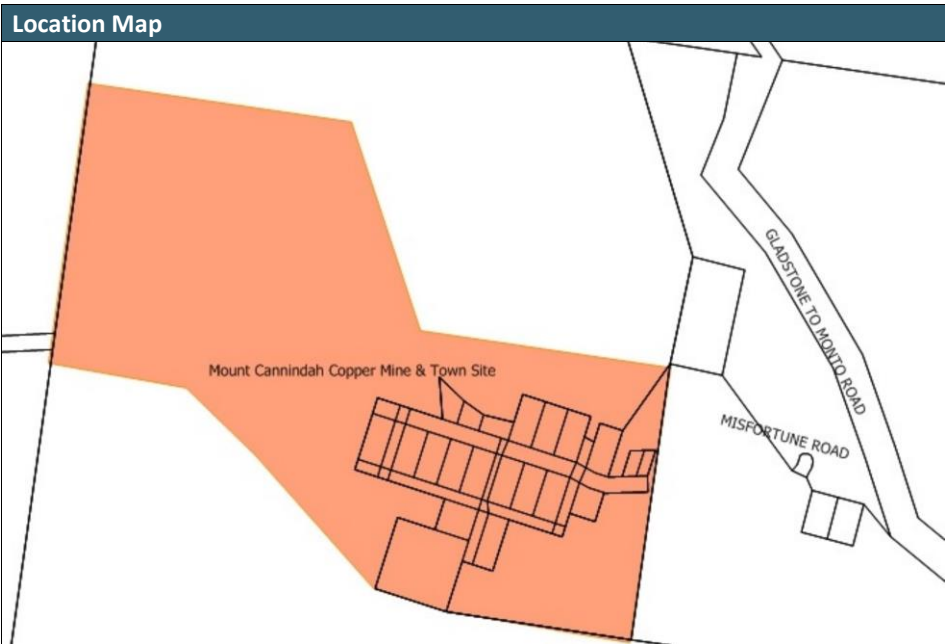 Location Map
Mount Cannindah Copper Mine & Town Site
GLADSTONE TO MONTO ROAD
MISFORTUNE ROAD